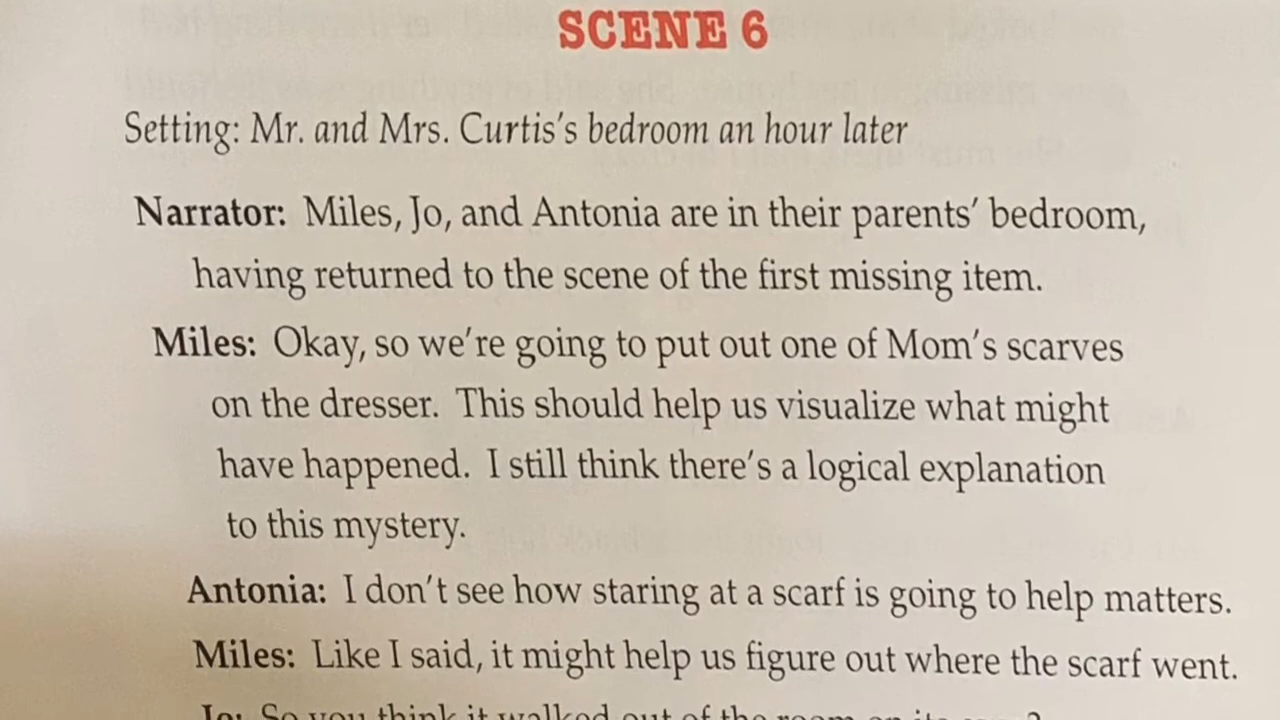 SCENE 6
Setting: Mr. and Mrs. Curtis's bedroom an hour later
Narrator: Miles, Jo, and Antonia are in their parents' bedroom,
having returned to the scene of the first missing item.
Miles: Okay, so we're going to put out one of Mom's scarves
on the dresser. This should help us visualize what might
have happened. I still think there's a logical explanation
to this mystery.
Antonia: I don't see how staring at a scarf is going to help matters.
Miles: Like I said, it might help us figure out where the scarf went.
Jo: So you think it walked out of the room on its